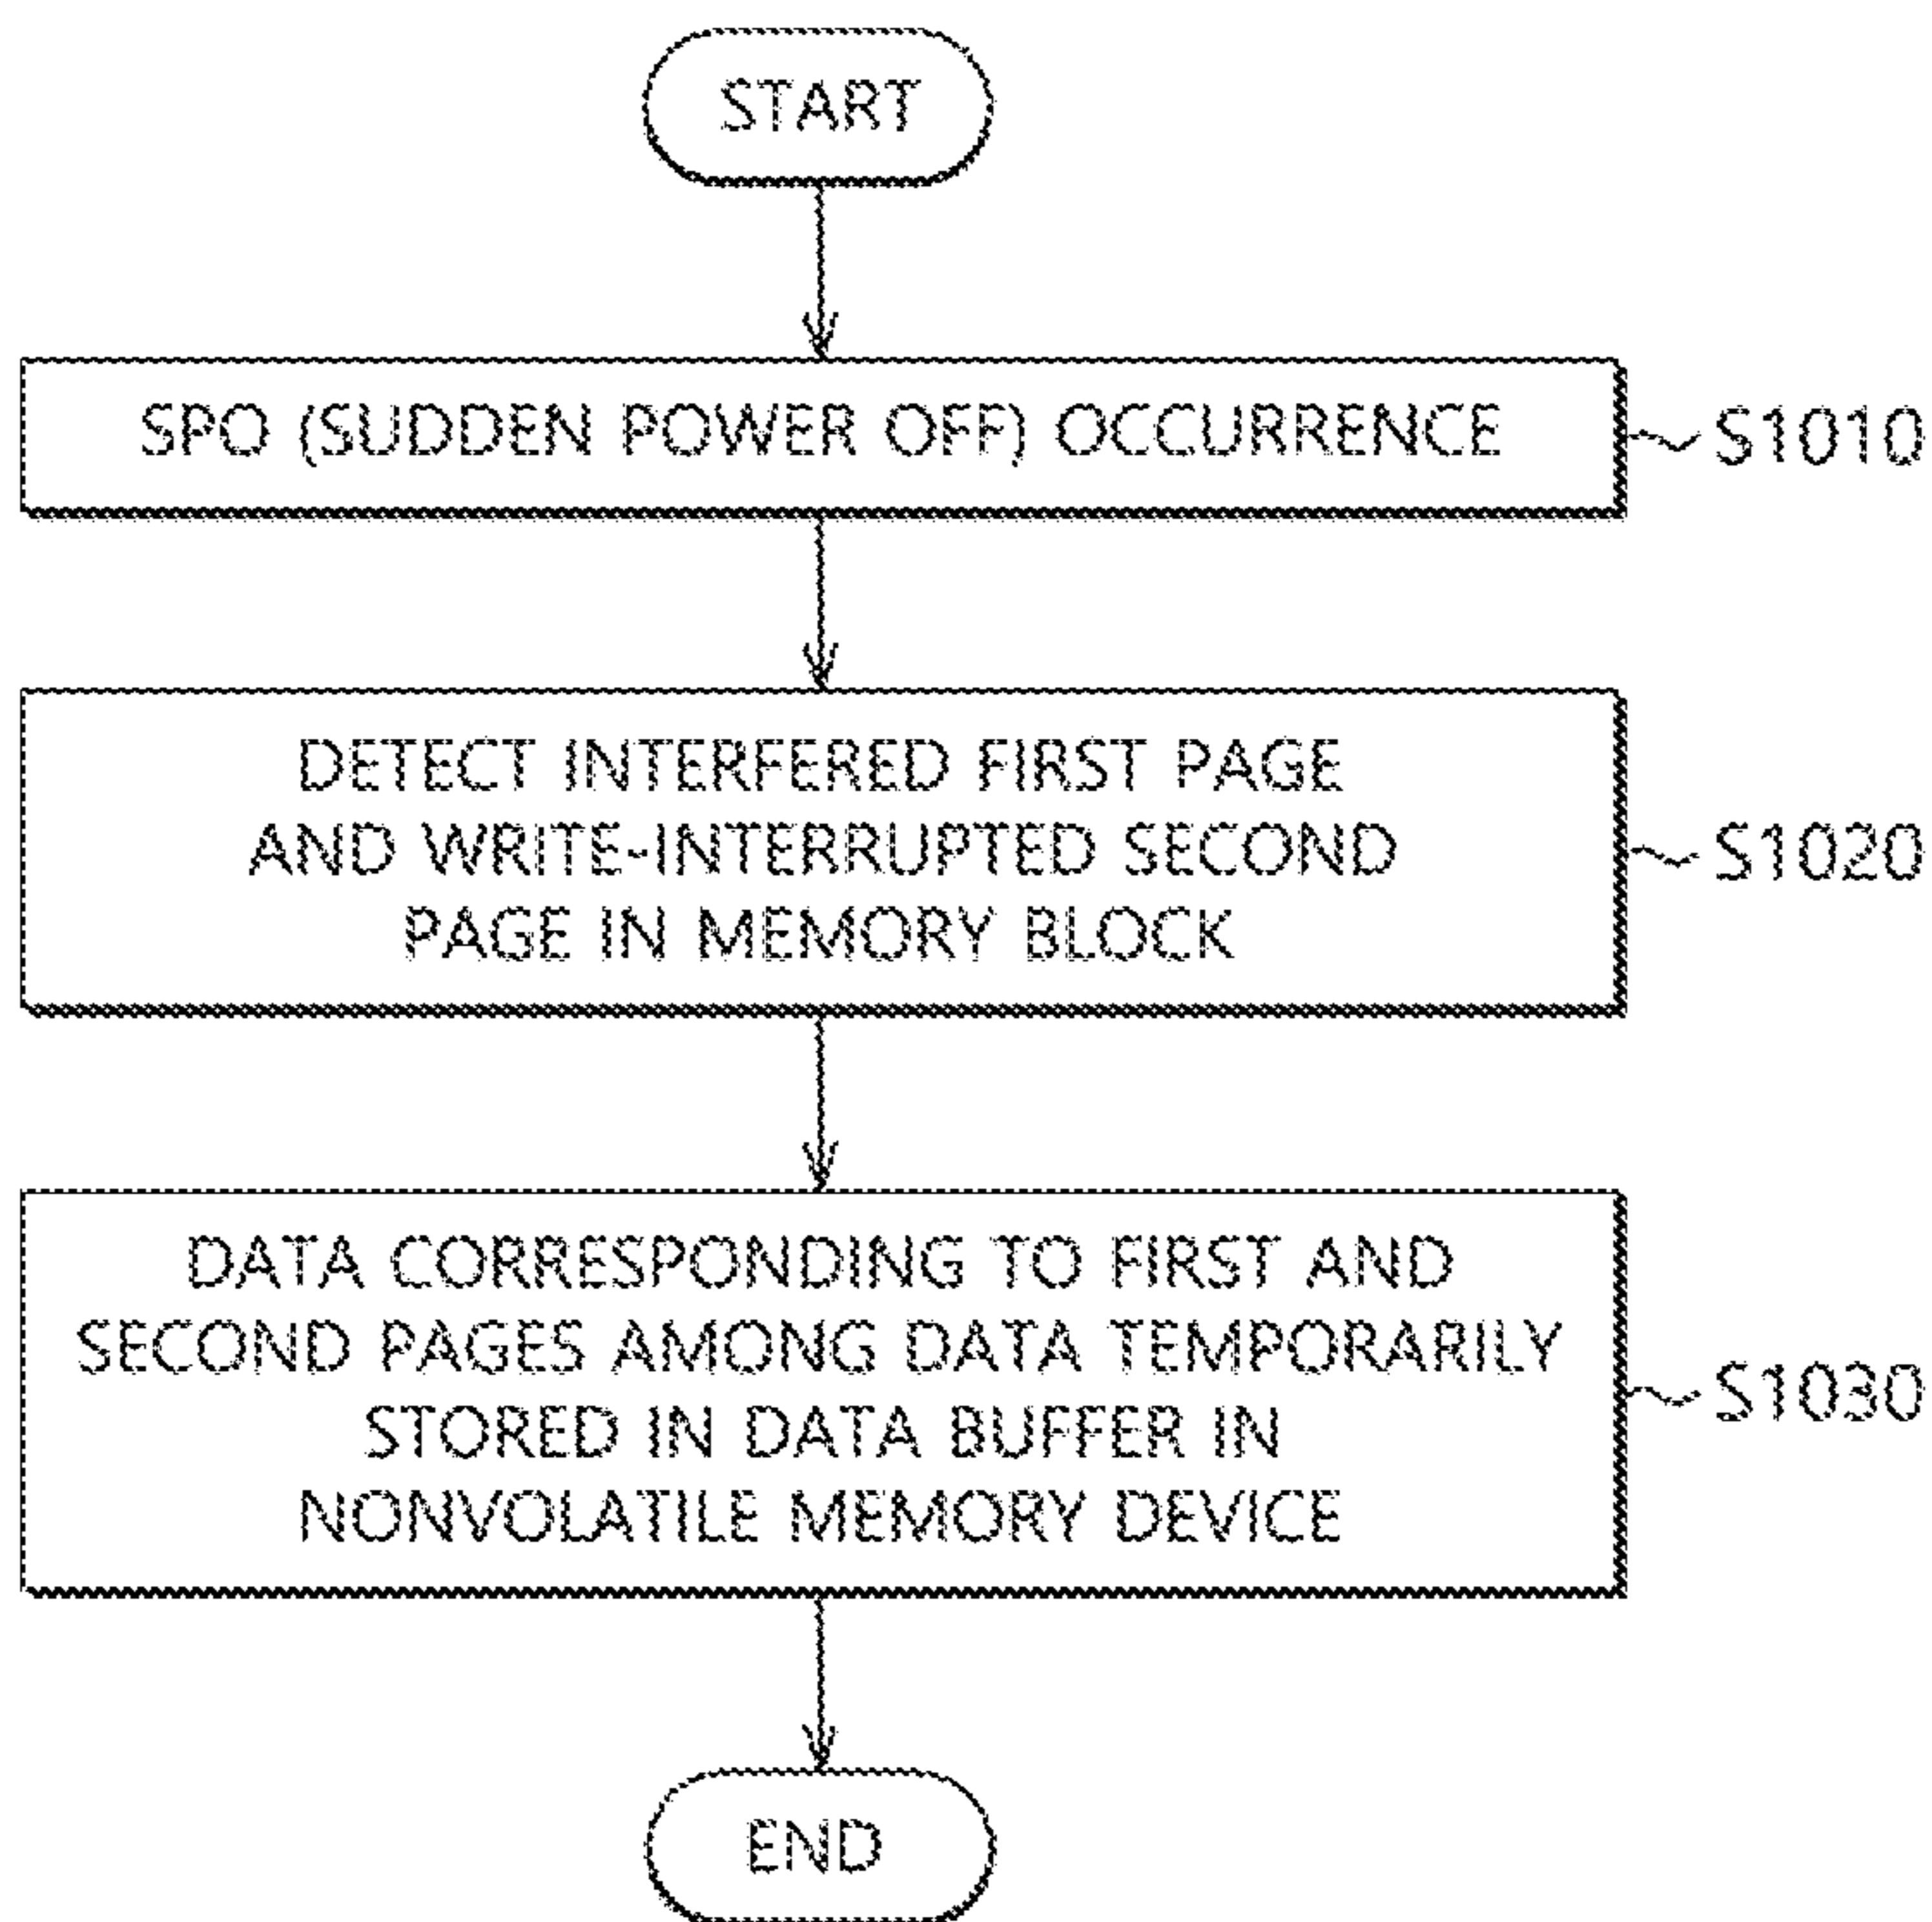 START
SPO (SUDDEN POWER OFF) OCCURRENCE
S1010
DETECT INTERFERED FIRST PAGE
AND WRITE-INTERRUPTED SECOND
PAGE IN MEMORY BLOCK
S1020
DATA CORRESPONDING TO FIRST AND
SECOND PAGES AMONG DATA TEMPORARILY
STORED IN DATA BUFFER IN
NONVOLATILE MEMORY DEVICE
S1030
END